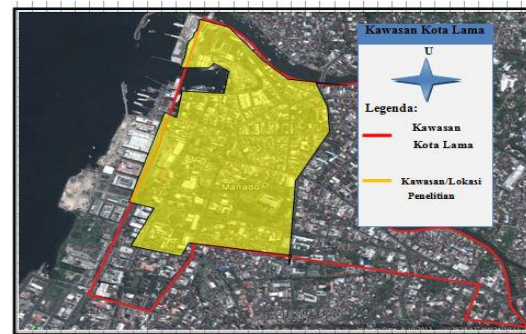 Kawasan Kota Lama
U
Legenda:
Kawasan
Kota Lama
Kawasan/Lokasi
Penelitian
Manado